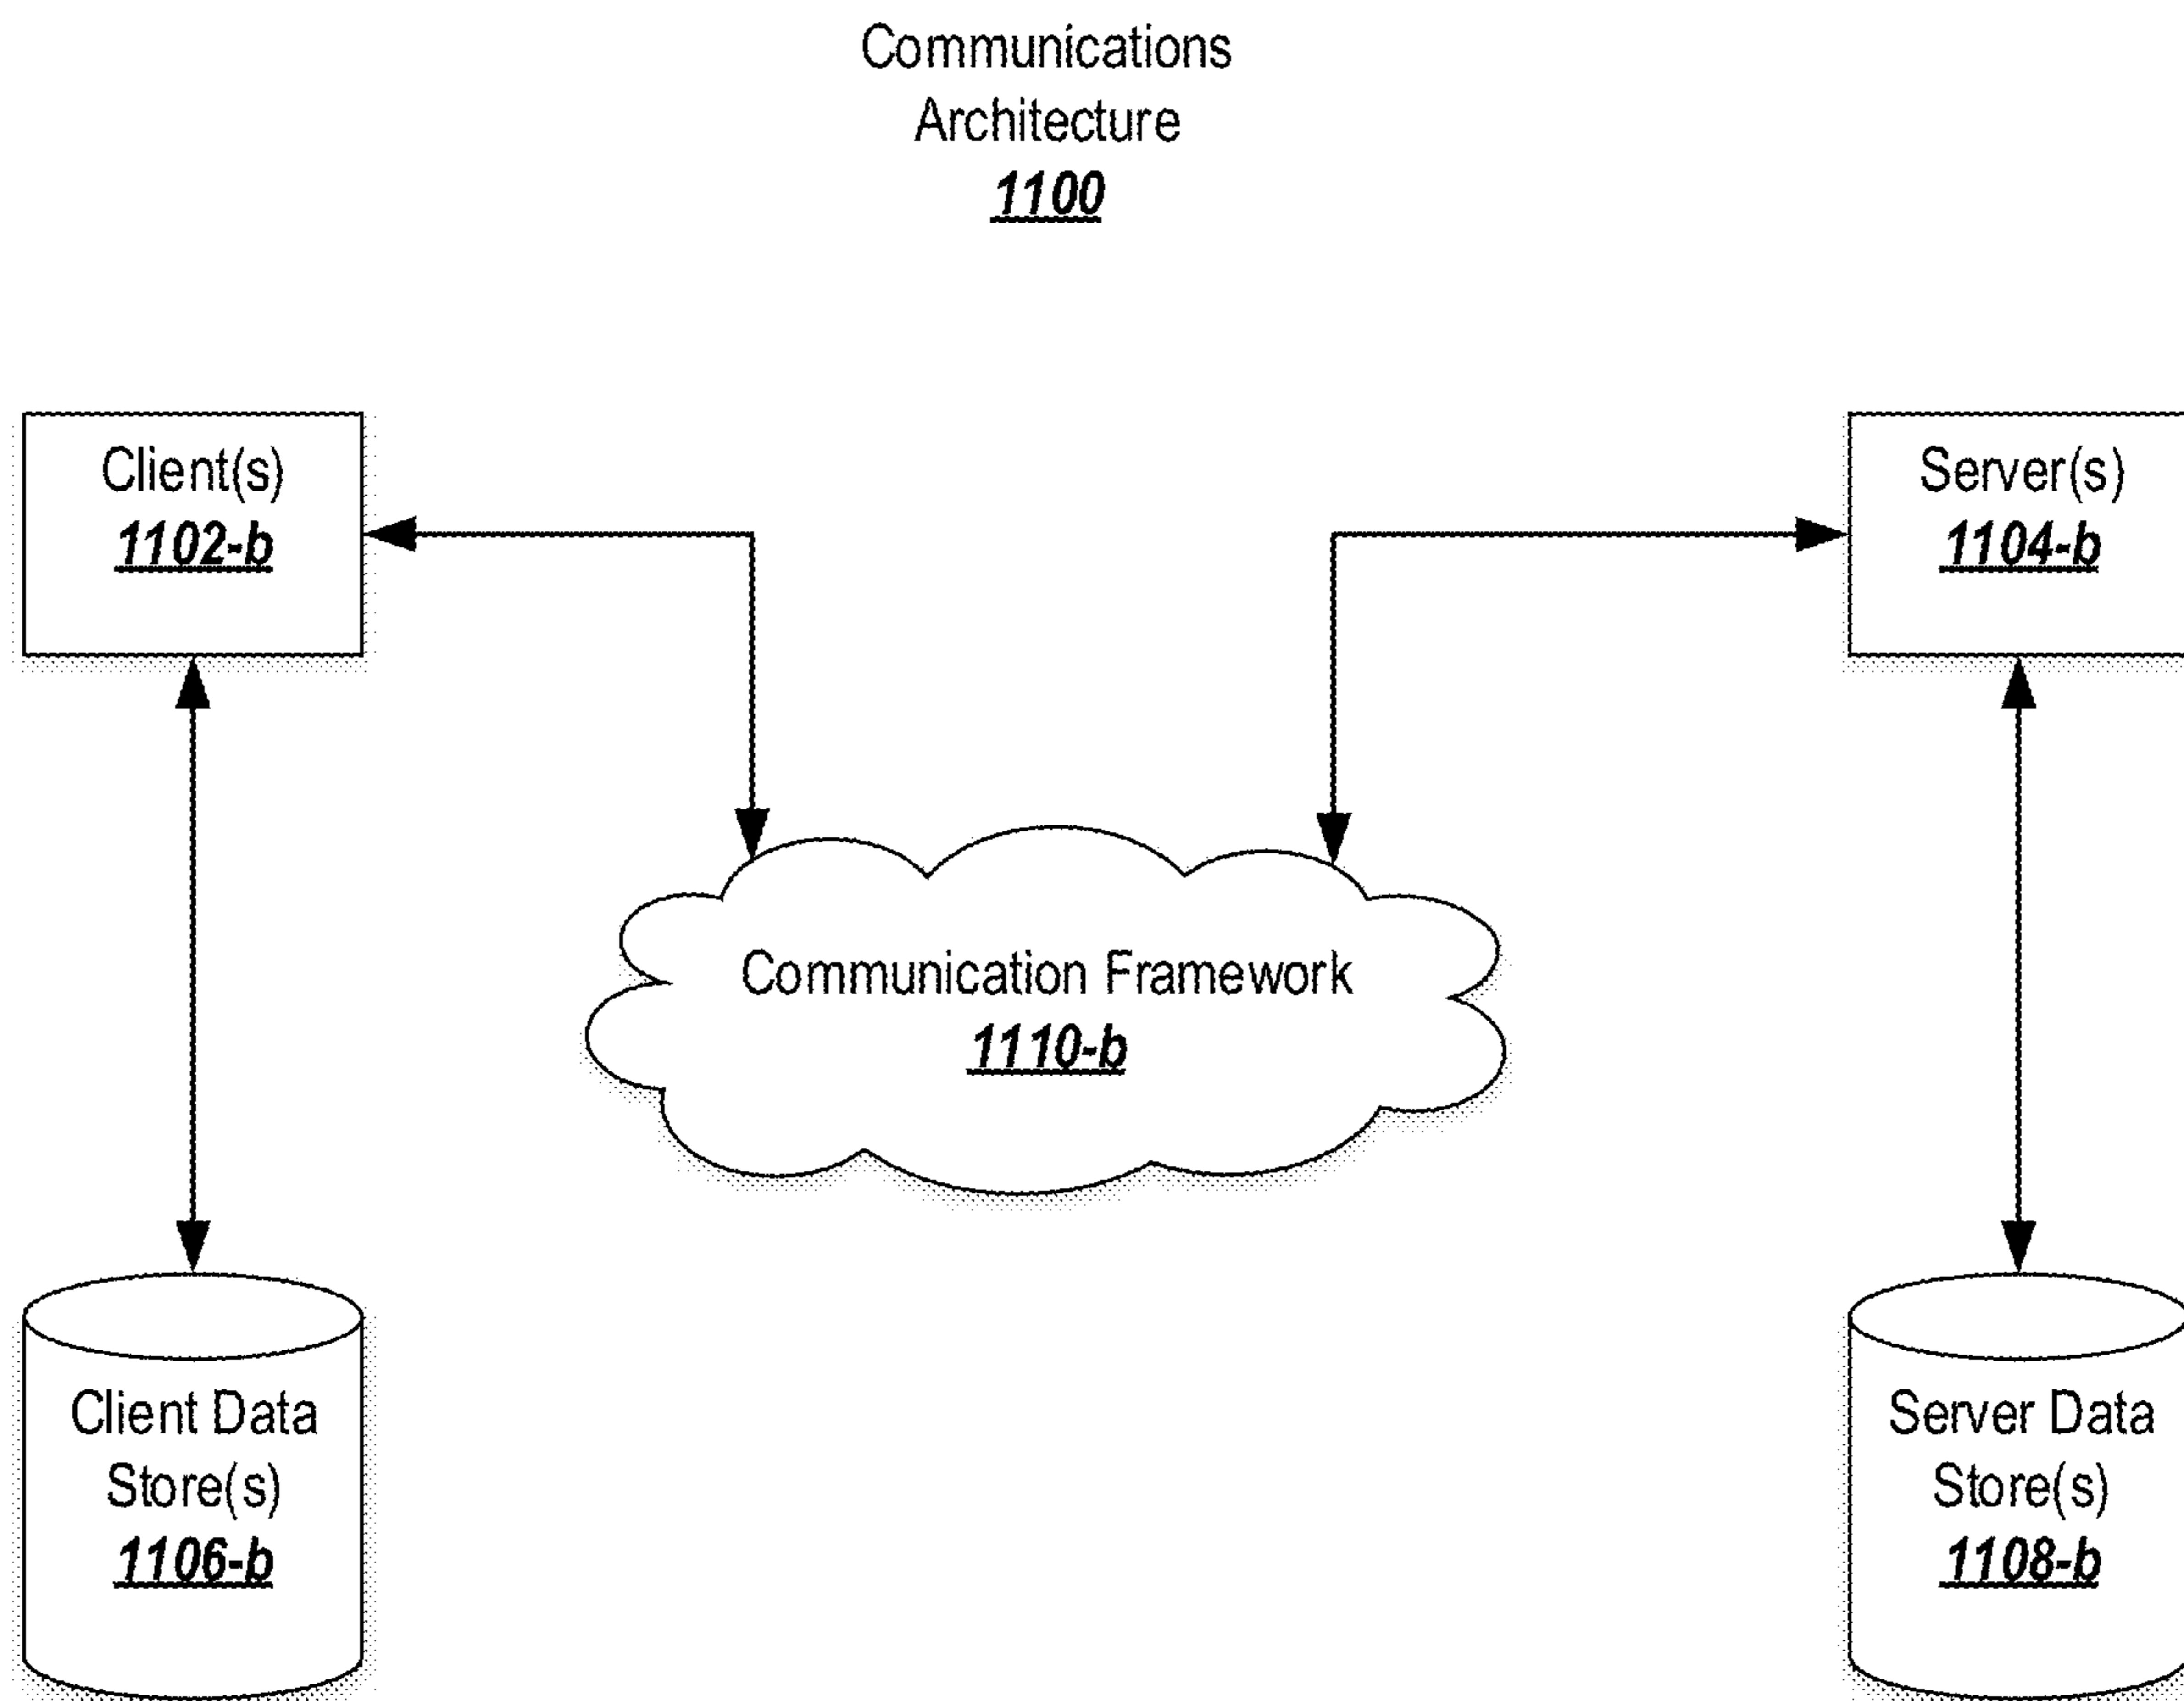 Communications
Architecture
1100
Client(s)
1102-b
Server(s)
1104-b
Communication Framework
1110-b
Client Data
Store(s)
1106-b
Server Data
Store(s)
1108-b